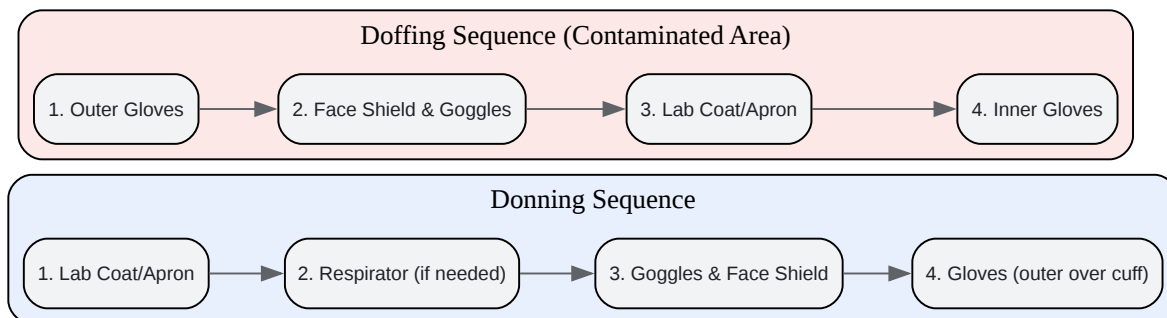 Doffing Sequence (Contaminated Area)
1. Outer Gloves
2. Face Shield & Goggles
3. Lab Coat/Apron
4. Inner Gloves
Donning Sequence
1. Lab Coat/Apron
2. Respirator (if needed)
3. Goggles & Face Shield
4. Gloves (outer over cuff)